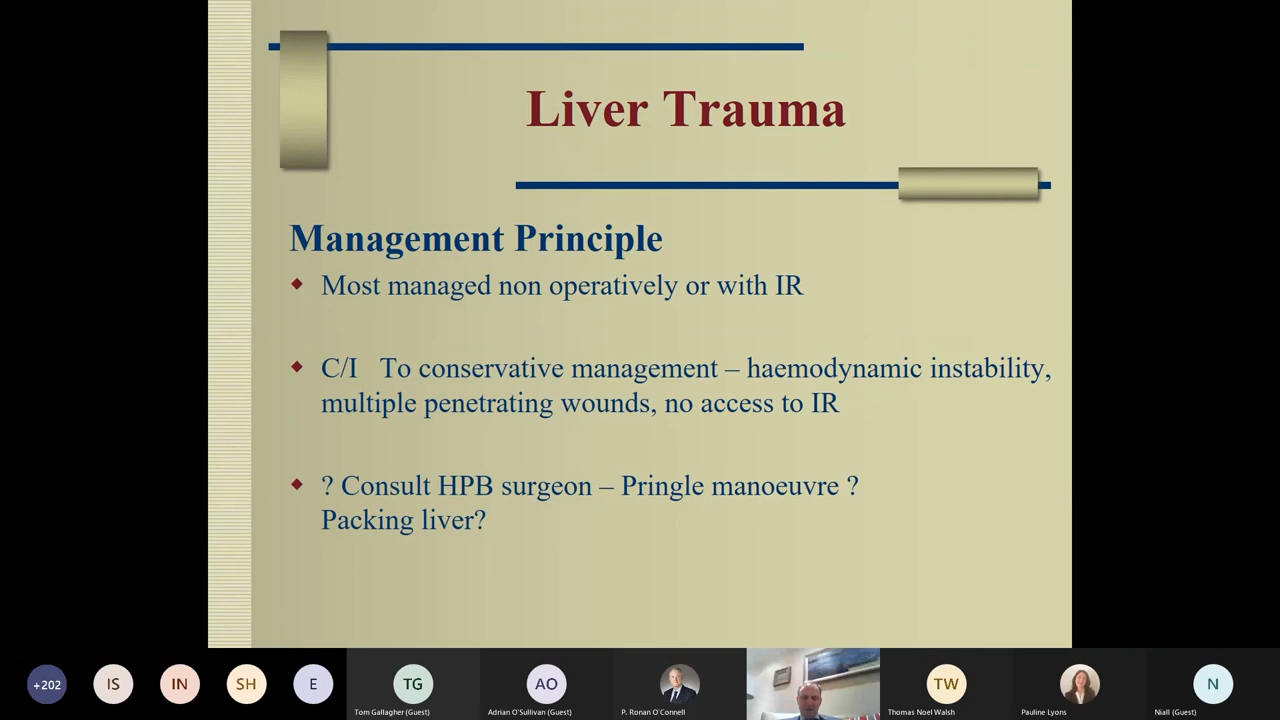 Liver Trauma
Management Principle
Most managed non operatively or with IR
C/I To conservative management – haemodynamic instability,
multiple penetrating wounds, no access to IR
? Consult HPB surgeon – Pringle manoeuvre ?
Packing liver?
+202
IS
IN
SH
E
TG
Tom Gallagher (Guest)
AO
Adrian O'Sullivan (Guest)
P. Ronan O'Connell
TW
Thomas Noel Walsh
Pauline Lyons
N
Niall (Guest)